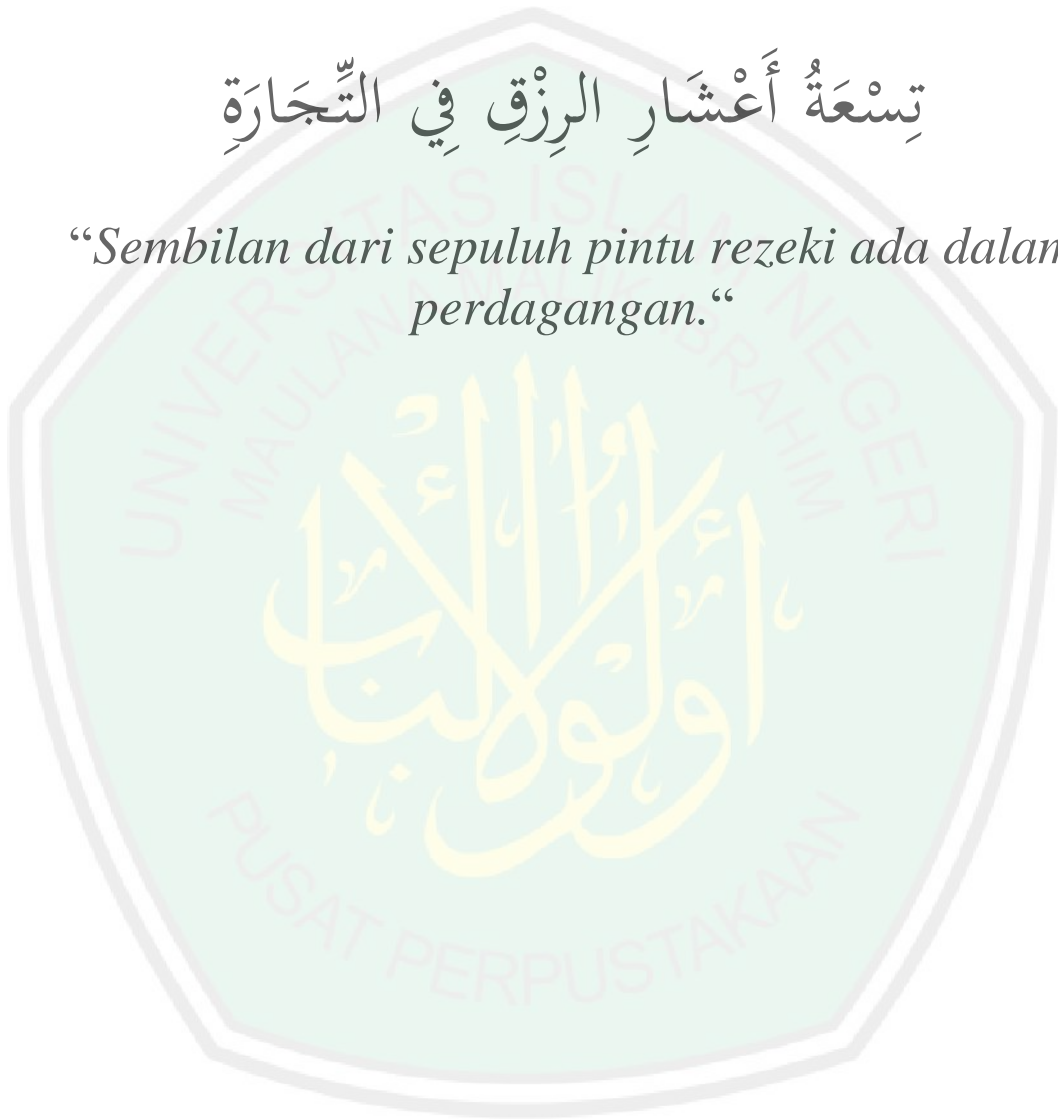 تِسْعَةُ أَعْشَارِ الرِزْقِ فِي التِّجَارَةِ
“Sembilan dari sepuluh pintu rezeki ada dalam
perdagangan.“
UNIVERSITAS ISLAM NEGERI
MAULANA MALIK IBRAHIM
PUSAT PERPUSTAKAAN